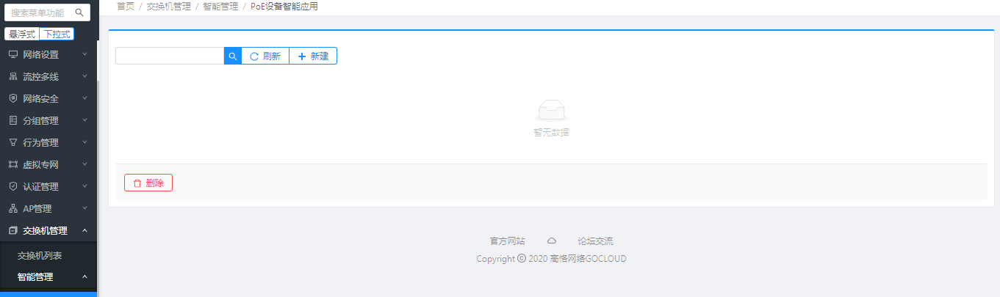 搜索菜单功能
悬浮式 下拉式
网络设置
流控多线
网络安全
分组管理
行为管理
虚拟专网
认证管理
AP管理
交换机管理
交换机列表
智能管理
首页 / 交换机管理 / 智能管理 / PoE设备智能应用
刷新 新建
暂无数据
删除
官方网站 论坛交流
Copyright © 2020 高恪网络GOCLOUD